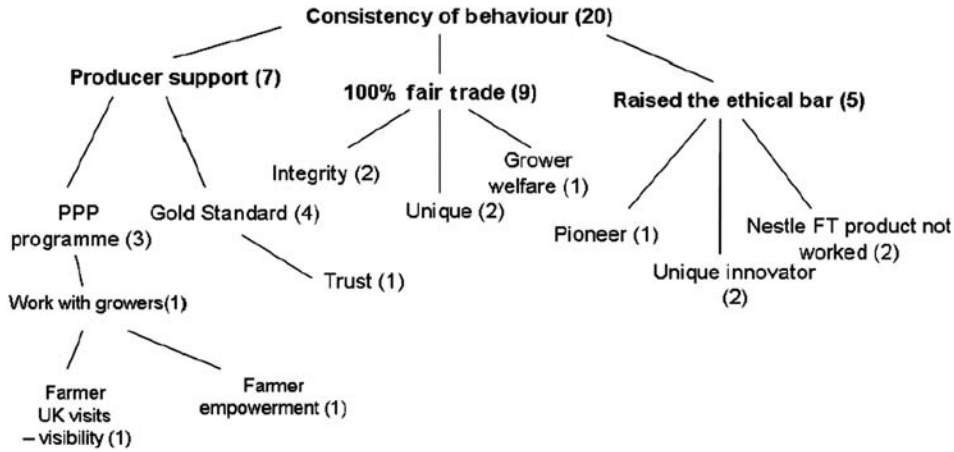 Consistency of behaviour (20)
Producer support (7)
100% fair trade (9)
Raised the ethical bar (5)
Integrity (2)
Grower
welfare (1)
PPP
programme (3)
Gold Standard (4)
Unique (2)
Pioneer (1)
Nestle FT product not
worked (2)
Unique innovator
(2)
Trust (1)
Work with growers(1)
Farmer
UK visits
– visibility (1)
Farmer
empowerment (1)